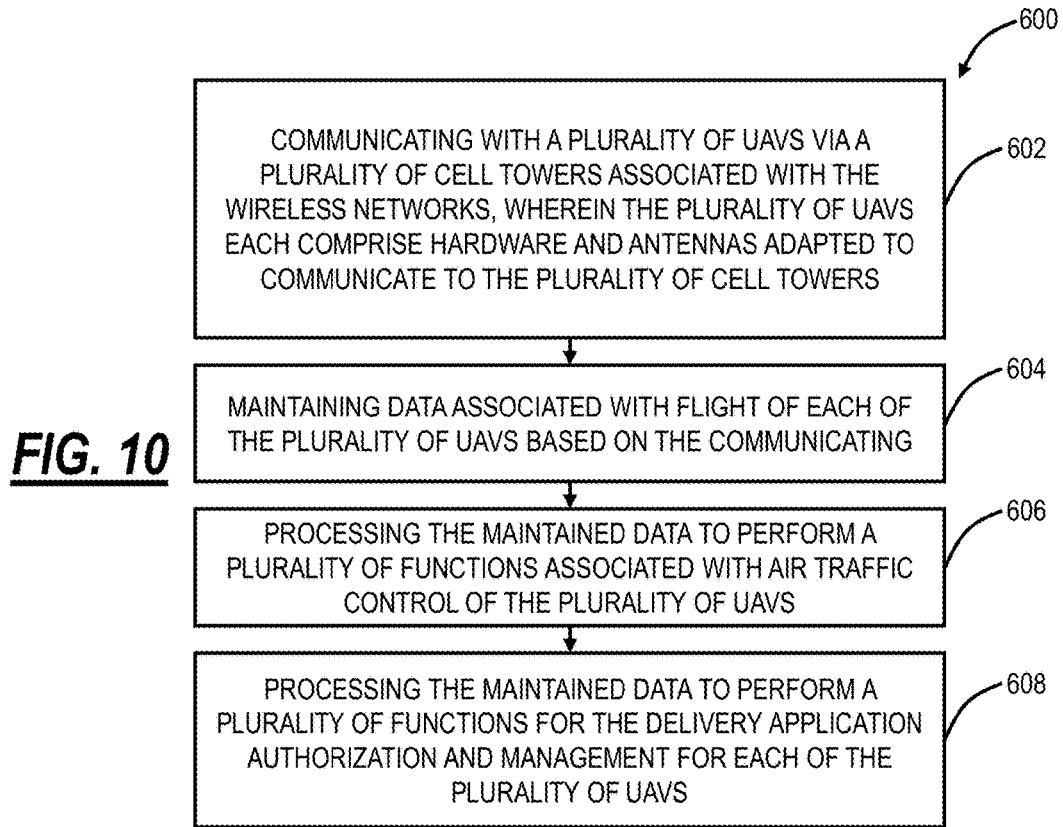 600
COMMUNICATING WITH A PLURALITY OF UAVS VIA A
PLURALITY OF CELL TOWERS ASSOCIATED WITH THE
WIRELESS NETWORKS, WHEREIN THE PLURALITY OF UAVS
EACH COMPRISE HARDWARE AND ANTENNAS ADAPTED TO
COMMUNICATE TO THE PLURALITY OF CELL TOWERS
602
MAINTAINING DATA ASSOCIATED WITH FLIGHT OF EACH OF
THE PLURALITY OF UAVS BASED ON THE COMMUNICATING
604
FIG. 10
PROCESSING THE MAINTAINED DATA TO PERFORM A
PLURALITY OF FUNCTIONS ASSOCIATED WITH AIR TRAFFIC
CONTROL OF THE PLURALITY OF UAVS
606
PROCESSING THE MAINTAINED DATA TO PERFORM A
PLURALITY OF FUNCTIONS FOR THE DELIVERY APPLICATION
AUTHORIZATION AND MANAGEMENT FOR EACH OF THE
PLURALITY OF UAVS
608